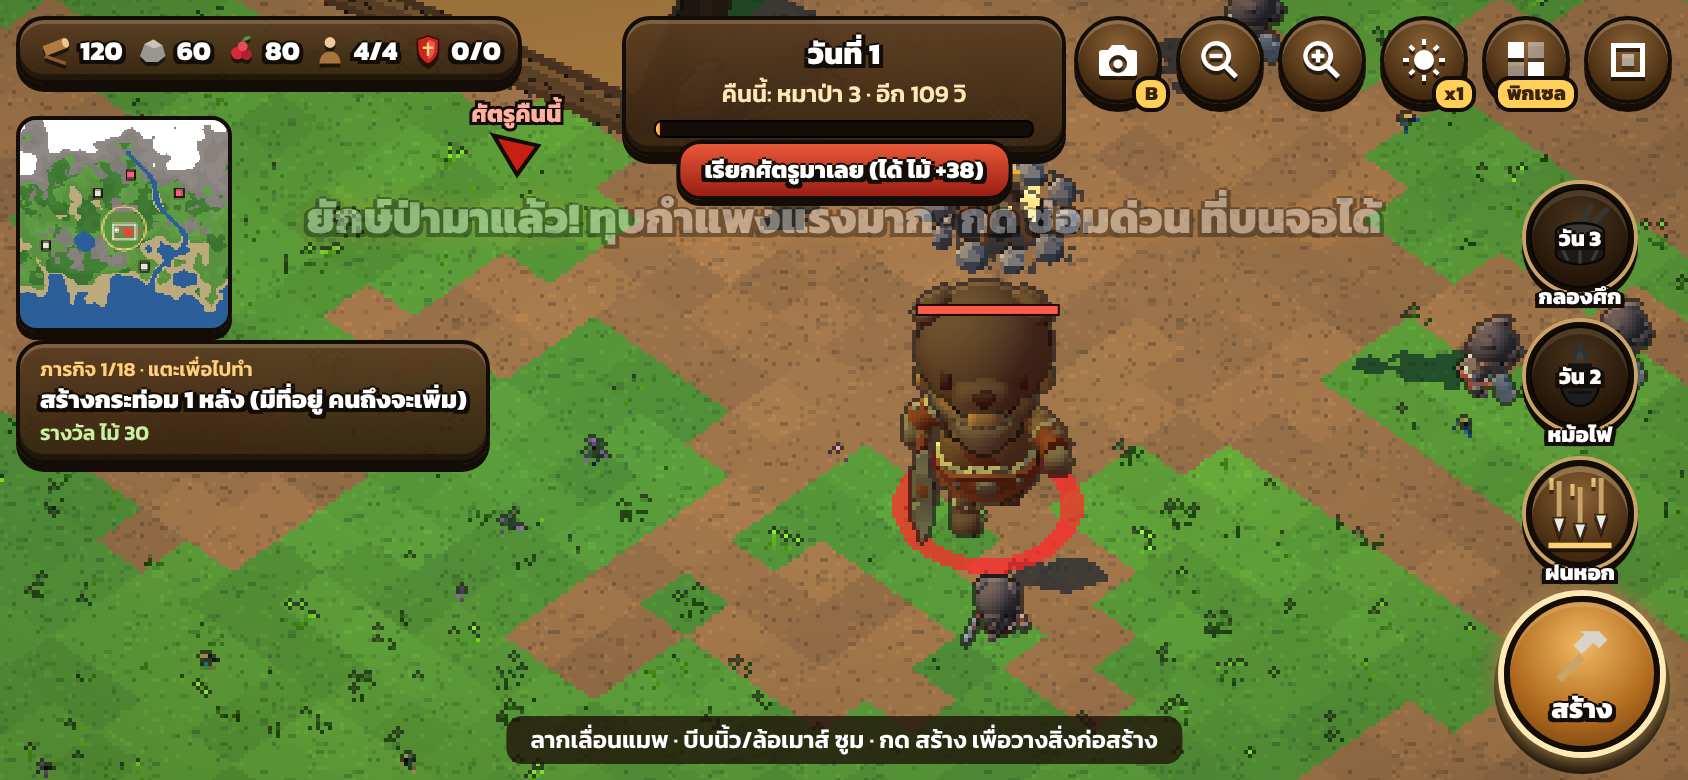 120 60 80 4/4 0/0
วันที่ 1
คืนนี้: หมาป่า 3 · อีก 109 วิ
เรียกศัตรูมาเลย (ได้ ไม้ +38)
B
x1
พิกเซล
ศัตรูคืนนี้
ยักษ์ป่ามาแล้ว! ทุบกำแพงแรงมาก · กด ซ่อมด่วน ที่บนจอได้
วัน 3
กลองศึก
ภารกิจ 1/18 · แตะเพื่อไปทำ
สร้างกระท่อม 1 หลัง (มีที่อยู่ คนถึงจะเพิ่ม)
รางวัล ไม้ 30
วัน 2
หม้อไฟ
ฝนหอก
สร้าง
ลากเลื่อนแมพ · บีบนิ้ว/ล้อเมาส์ ซูม · กด สร้าง เพื่อวางสิ่งก่อสร้าง